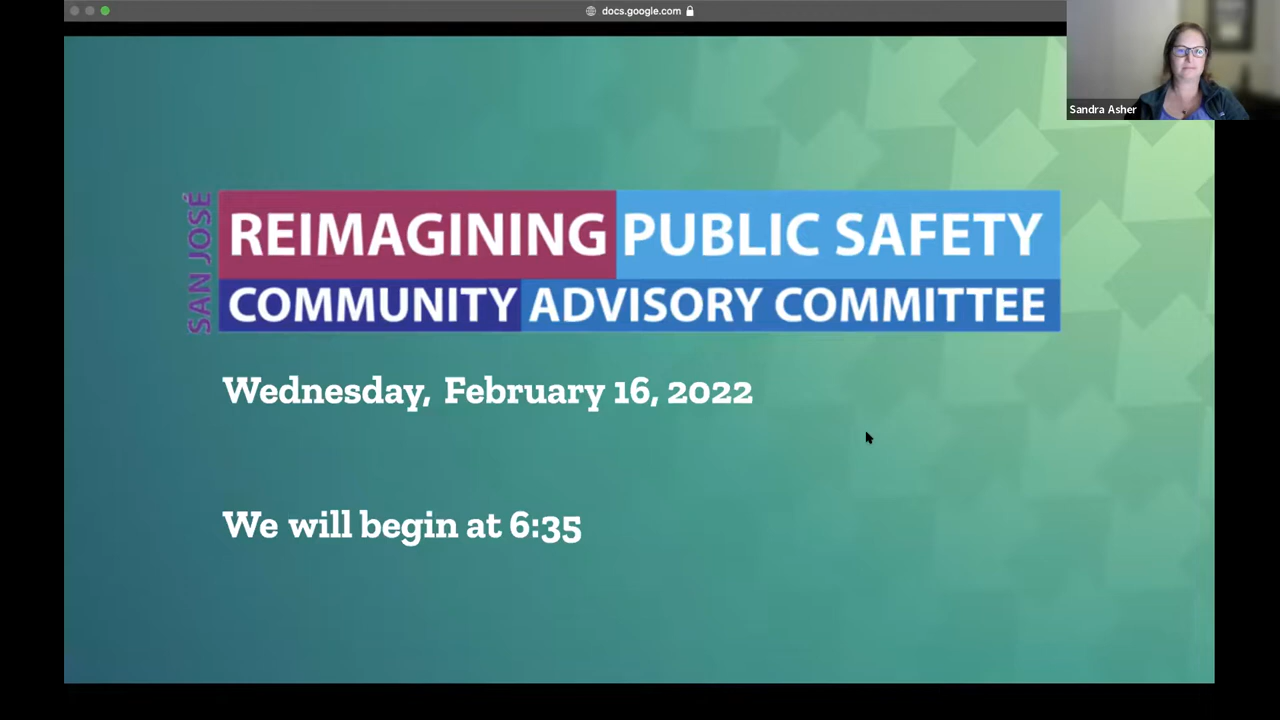 docs.google.com
Sandra Asher
SAN JOSÉ
REIMAGINING PUBLIC SAFETY
COMMUNITY ADVISORY COMMITTEE
Wednesday, February 16, 2022
We will begin at 6:35